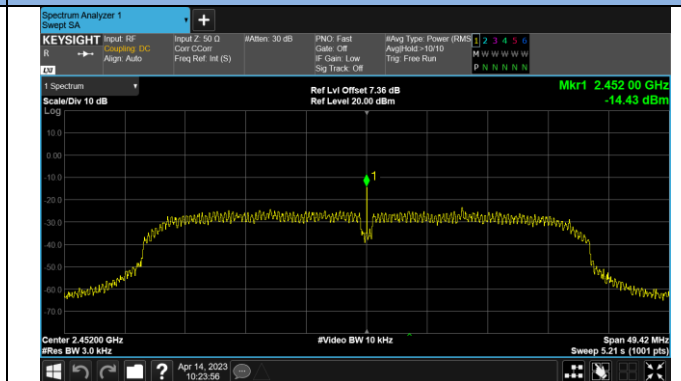 Spectrum Analyzer 1
Swept SA
+
KEYSIGHT
R
LXI
Input: RF
Coupling: DC
Align: Auto
Input Z: 50 Ω
Corr CCorr
Freq Ref: Int (S)
#Atten: 30 dB
PNO: Fast
Gate: Off
IF Gain: Low
Sig Track: Off
#Avg Type: Power (RMS
Avg|Hold:>10/10
Trig: Free Run
1 2 3 4 5 6
M W W W W W
P N N N N N
1 Spectrum
Scale/Div 10 dB
Log
Ref Lvl Offset 7.36 dB
Ref Level 20.00 dBm
Mkr1 2.452 00 GHz
-14.43 dBm
10.0
0.00
-10.0
-20.0
-30.0
-40.0
-50.0
-60.0
-70.0
1
Center 2.45200 GHz
#Res BW 3.0 kHz
#Video BW 10 kHz
Span 49.42 MHz
Sweep 5.21 s (1001 pts)
?
Apr 14, 2023
10:23:56